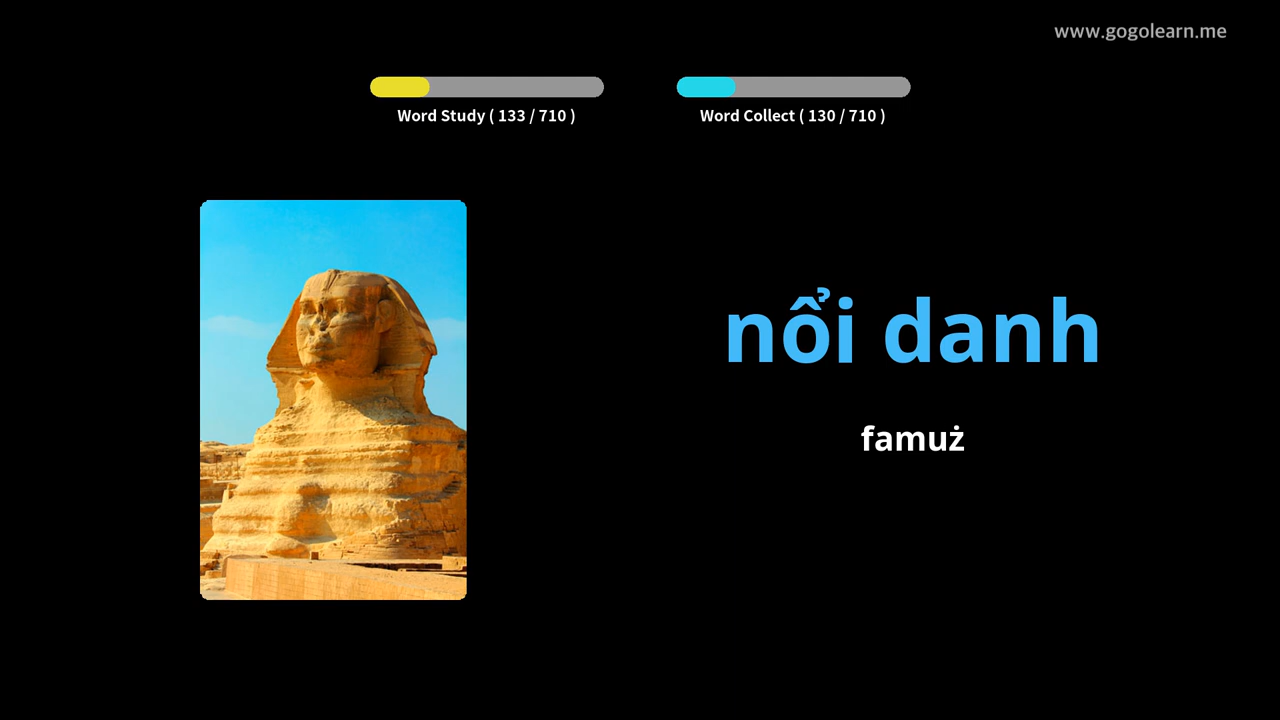 www.gogolearn.me
Word Study ( 133 / 710 )
Word Collect ( 130 / 710 )
nổi danh
famuż